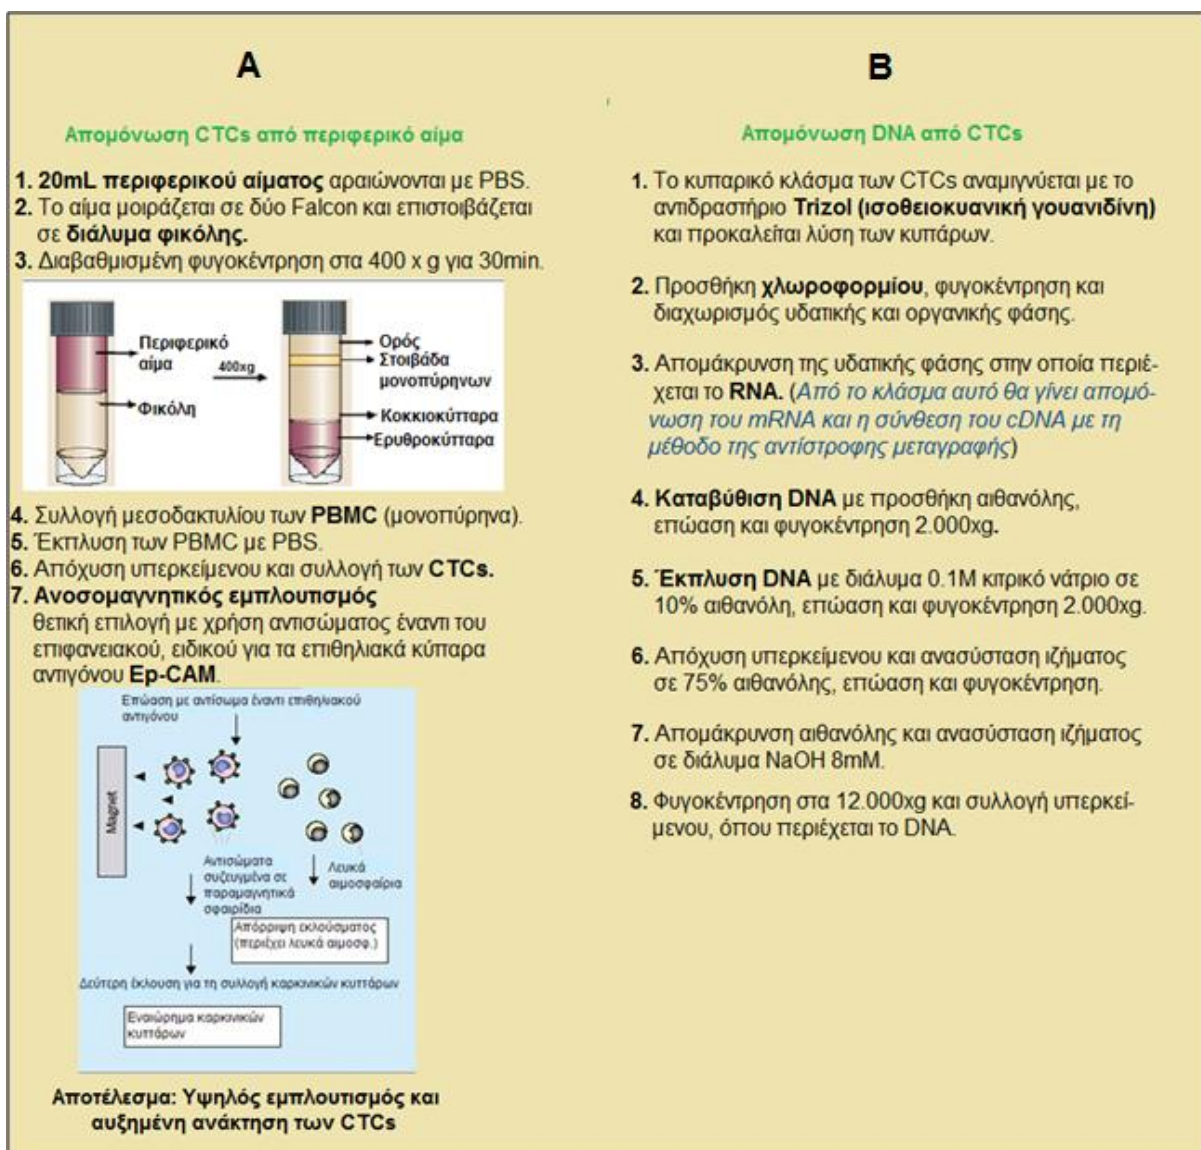 A
Απομόνωση CTCs από περιφερικό αίμα
1. 20mL περιφερικού αίματος αραιώνονται με PBS.
2. Το αίμα μοιράζεται σε δύο Falcon και επιστοιβάζεται
σε διάλυμα φικόλης.
3. Διαβαθμισμένη φυγοκέντρηση στα 400 x g για 30min.
Περιφερικό
αίμα
Φικόλη
400xg
Ορός
Στοιβάδα
μονοπύρηνων
Κοκκιοκύτταρα
Ερυθροκύτταρα
4. Συλλογή μεσοδακτυλίου των PBMC (μονοπύρηνα).
5. Έκπλυση των PBMC με PBS.
6. Απόχυση υπερκείμενου και συλλογή των CTCs.
7. Ανοσομαγνητικός εμπλουτισμός
θετική επιλογή με χρήση αντισώματος έναντι του
επιφανειακού, ειδικού για τα επιθηλιακά κύπαρα
αντιγόνου Ep-CAM.
Επώαση με αντίσωμα έναντι επιθηλιακού
αντιγόνου
Magnet
Αντισώματα
συζευγμένα σε
παραμαγνητικά
σφαιρίδια
Λευκά
αιμοσφαίρια
Απόρριψη εκλούσματος
(περιέχει λευκά αιμοσφ.)
Δεύτερη έκλουση για τη συλλογή καρκινικών κυττάρων
Εναιώρημα καρκινικών
κυττάρων
Αποτέλεσμα: Υψηλός εμπλουτισμός και
αυξημένη ανάκτηση των CTCs
B
Απομόνωση DNA από CTCs
1. Το κυπαρικό κλάσμα των CTCs αναμιγνύεται με το
αντιδραστήριο Trizol (ισοθειοκυανική γουανιδίνη)
και προκαλείται λύση των κυπάρων.
2. Προσθήκη χλωροφορμίου, φυγοκέντρηση και
διαχωρισμός υδατικής και οργανικής φάσης.
3. Απομάκρυνση της υδατικής φάσης στην οποία περιέ-
χεται το RNA. (Από το κλάσμα αυτό θα γίνει απομό-
νωση του mRNA και η σύνθεση του cDNA με τη
μέθοδο της αντίστροφης μεταγραφής)
4. Καταβύθιση DNA με προσθήκη αιθανόλης,
επώαση και φυγοκέντρηση 2.000xg.
5. Έκπλυση DNA με διάλυμα 0.1M κιτρικό νάτριο σε
10% αιθανόλη, επώαση και φυγοκέντρηση 2.000xg.
6. Απόχυση υπερκείμενου και ανασύσταση ιζήματος
σε 75% αιθανόλης, επώαση και φυγοκέντρηση.
7. Απομάκρυνση αιθανόλης και ανασύσταση ιζήματος
σε διάλυμα NaOH 8mM.
8. Φυγοκέντρηση στα 12.000xg και συλλογή υπερκεί-
μενου, όπου περιέχεται το DNA.